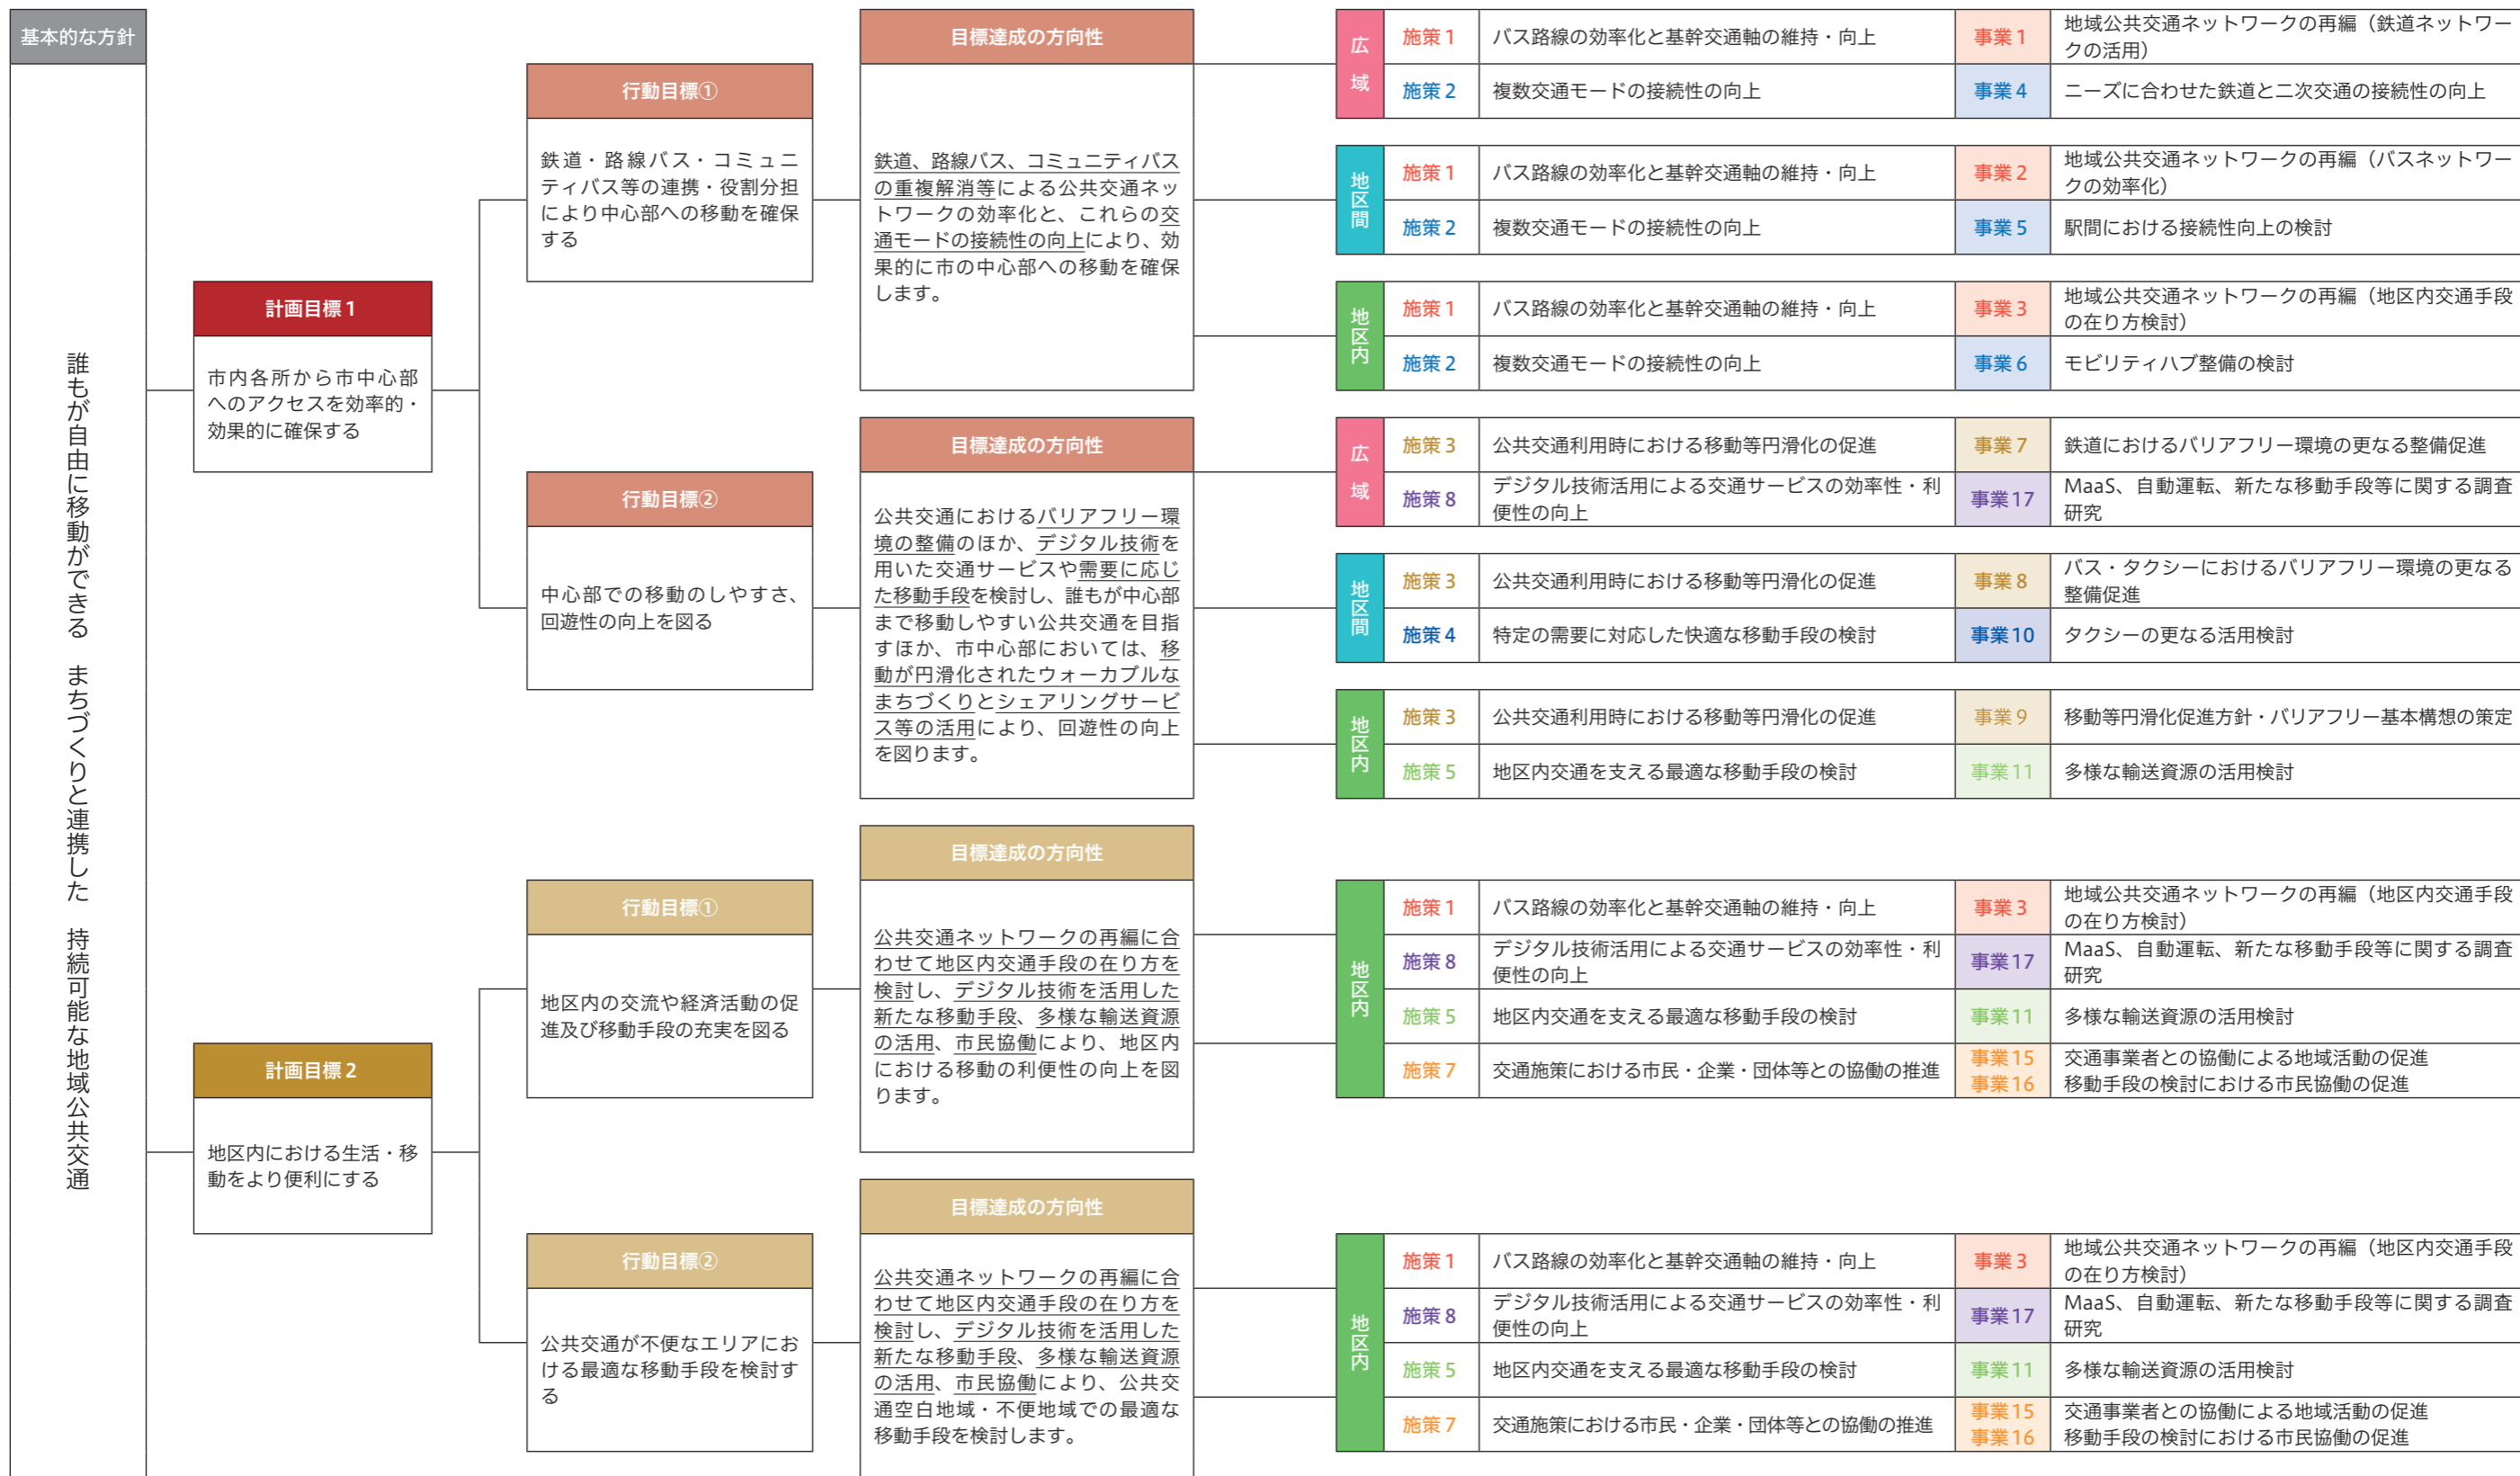 基本的な方針
誰もが自由に移動ができる　まちづくりと連携した　持続可能な地域公共交通
計画目標1
市内各所から市中心部
へのアクセスを効率的・
効果的に確保する
行動目標①
鉄道・路線バス・コミュニ
ティバス等の連携・役割分担
により中心部への移動を確保
する
目標達成の方向性
鉄道、路線バス、コミュニティバス
の重複解消等による公共交通ネッ
トワークの効率化と、これらの交
通モードの接続性の向上により、効
果的に市の中心部への移動を確保
します。
広域
施策1 バス路線の効率化と基幹交通軸の維持・向上 事業1 地域公共交通ネットワークの再編（鉄道ネットワー
クの活用）
施策2 複数交通モードの接続性の向上 事業4 ニーズに合わせた鉄道と二次交通の接続性の向上
地区間
施策1 バス路線の効率化と基幹交通軸の維持・向上 事業2 地域公共交通ネットワークの再編（バスネットワー
クの効率化）
施策2 複数交通モードの接続性の向上 事業5 駅間における接続性向上の検討
地区内
施策1 バス路線の効率化と基幹交通軸の維持・向上 事業3 地域公共交通ネットワークの再編（地区内交通手段
の在り方検討）
施策2 複数交通モードの接続性の向上 事業6 モビリティハブ整備の検討
行動目標②
中心部での移動のしやすさ、
回遊性の向上を図る
目標達成の方向性
公共交通におけるバリアフリー環
境の整備のほか、デジタル技術を
用いた交通サービスや需要に応じ
た移動手段を検討し、誰もが中心部
まで移動しやすい公共交通を目指
すほか、市中心部においては、移
動が円滑化されたウォーカブルな
まちづくりとシェアリングサービ
ス等の活用により、回遊性の向上
を図ります。
広域
施策3 公共交通利用時における移動等円滑化の促進 事業7 鉄道におけるバリアフリー環境の更なる整備促進
施策8 デジタル技術活用による交通サービスの効率性・利
便性の向上 事業17 MaaS、自動運転、新たな移動手段等に関する調査
研究
地区間
施策3 公共交通利用時における移動等円滑化の促進 事業8 バス・タクシーにおけるバリアフリー環境の更なる
整備促進
施策4 特定の需要に対応した快適な移動手段の検討 事業10 タクシーの更なる活用検討
地区内
施策3 公共交通利用時における移動等円滑化の促進 事業9 移動等円滑化促進方針・バリアフリー基本構想の策定
施策5 地区内交通を支える最適な移動手段の検討 事業11 多様な輸送資源の活用検討
計画目標2
地区内における生活・移
動をより便利にする
行動目標①
地区内の交流や経済活動の促
進及び移動手段の充実を図る
目標達成の方向性
公共交通ネットワークの再編に合
わせて地区内交通手段の在り方を
検討し、デジタル技術を活用した
新たな移動手段、多様な輸送資源
の活用、市民協働により、地区内
における移動の利便性の向上を図
ります。
地区内
施策1 バス路線の効率化と基幹交通軸の維持・向上 事業3 地域公共交通ネットワークの再編（地区内交通手段
の在り方検討）
施策8 デジタル技術活用による交通サービスの効率性・利
便性の向上 事業17 MaaS、自動運転、新たな移動手段等に関する調査
研究
施策5 地区内交通を支える最適な移動手段の検討 事業11 多様な輸送資源の活用検討
施策7 交通施策における市民・企業・団体等との協働の推進 事業15 交通事業者との協働による地域活動の促進
事業16 移動手段の検討における市民協働の促進
行動目標②
公共交通が不便なエリアにお
ける最適な移動手段を検討す
る
目標達成の方向性
公共交通ネットワークの再編に合
わせて地区内交通手段の在り方を
検討し、デジタル技術を活用した
新たな移動手段、多様な輸送資源
の活用、市民協働により、公共交
通空白地域・不便地域での最適な
移動手段を検討します。
地区内
施策1 バス路線の効率化と基幹交通軸の維持・向上 事業3 地域公共交通ネットワークの再編（地区内交通手段
の在り方検討）
施策8 デジタル技術活用による交通サービスの効率性・利
便性の向上 事業17 MaaS、自動運転、新たな移動手段等に関する調査
研究
施策5 地区内交通を支える最適な移動手段の検討 事業11 多様な輸送資源の活用検討
施策7 交通施策における市民・企業・団体等との協働の推進 事業15 交通事業者との協働による地域活動の促進
事業16 移動手段の検討における市民協働の促進